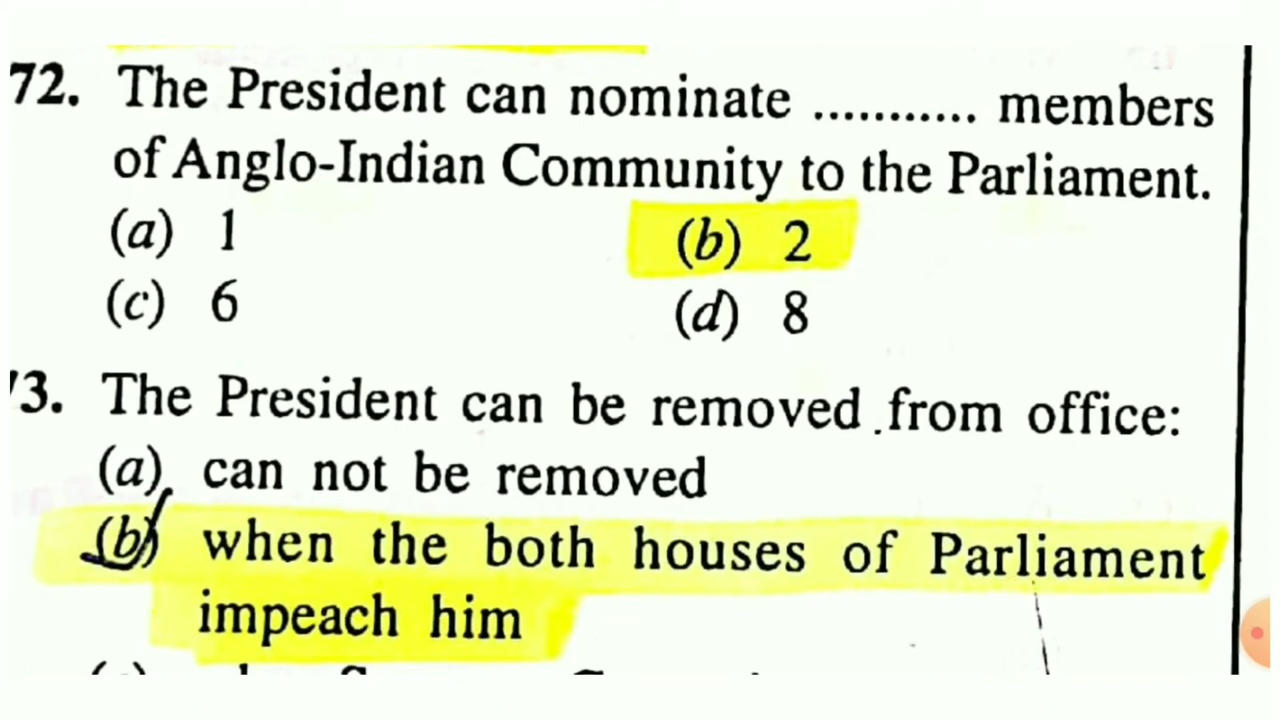 72. The President can nominate ........... members
of Anglo-Indian Community to the Parliament.
(a) 1 (b) 2
(c) 6 (d) 8
3. The President can be removed from office:
(a) can not be removed
(b) when the both houses of Parliament
impeach him